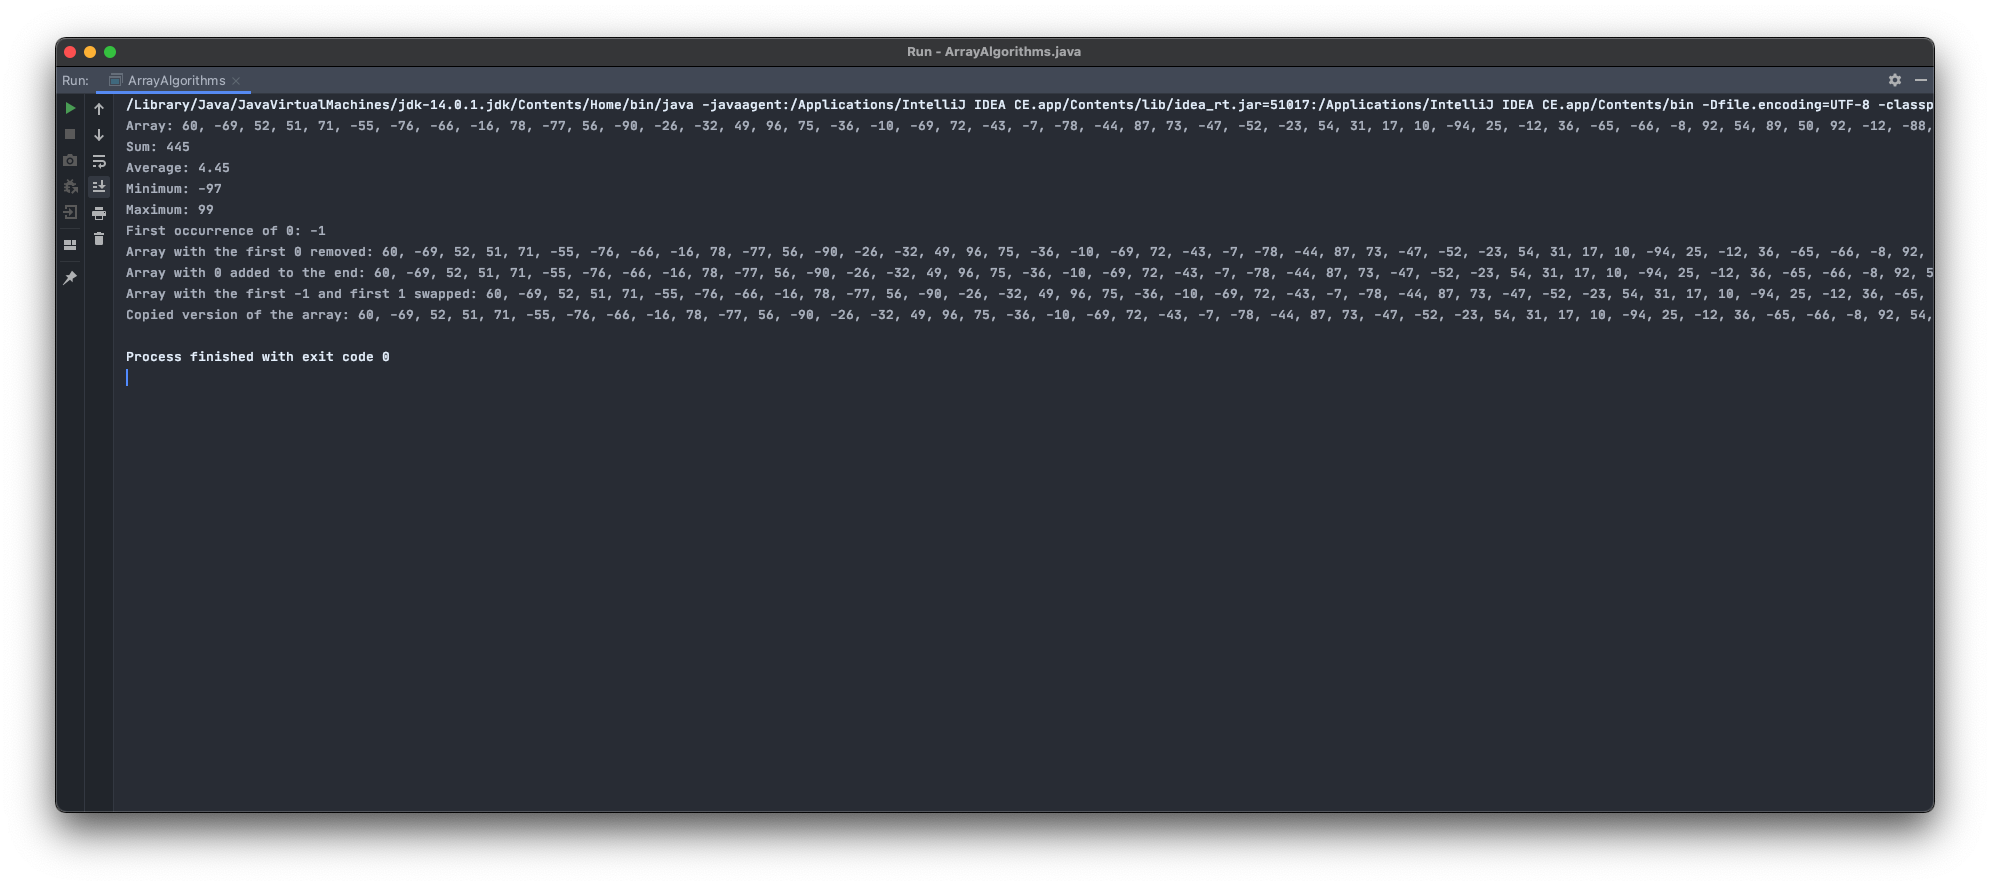 Run - ArrayAlgorithms.java
Run: ArrayAlgorithms
/Library/Java/JavaVirtualMachines/jdk-14.0.1.jdk/Contents/Home/bin/java -javaagent:/Applications/IntelliJ IDEA CE.app/Contents/lib/idea_rt.jar=51017:/Applications/IntelliJ IDEA CE.app/Contents/bin -Dfile.encoding=UTF-8 -classp
Array: 60, -69, 52, 51, 71, -55, -76, -66, -16, 78, -77, 56, -90, -26, -32, 49, 96, 75, -36, -10, -69, 72, -43, -7, -78, -44, 87, 73, -47, -52, -23, 54, 31, 17, 10, -94, 25, -12, 36, -65, -66, -8, 92, 54, 89, 50, 92, -12, -88,
Sum: 445
Average: 4.45
Minimum: -97
Maximum: 99
First occurrence of 0: -1
Array with the first 0 removed: 60, -69, 52, 51, 71, -55, -76, -66, -16, 78, -77, 56, -90, -26, -32, 49, 96, 75, -36, -10, -69, 72, -43, -7, -78, -44, 87, 73, -47, -52, -23, 54, 31, 17, 10, -94, 25, -12, 36, -65, -66, -8, 92,
Array with 0 added to the end: 60, -69, 52, 51, 71, -55, -76, -66, -16, 78, -77, 56, -90, -26, -32, 49, 96, 75, -36, -10, -69, 72, -43, -7, -78, -44, 87, 73, -47, -52, -23, 54, 31, 17, 10, -94, 25, -12, 36, -65, -66, -8, 92, 5
Array with the first -1 and first 1 swapped: 60, -69, 52, 51, 71, -55, -76, -66, -16, 78, -77, 56, -90, -26, -32, 49, 96, 75, -36, -10, -69, 72, -43, -7, -78, -44, 87, 73, -47, -52, -23, 54, 31, 17, 10, -94, 25, -12, 36, -65,
Copied version of the array: 60, -69, 52, 51, 71, -55, -76, -66, -16, 78, -77, 56, -90, -26, -32, 49, 96, 75, -36, -10, -69, 72, -43, -7, -78, -44, 87, 73, -47, -52, -23, 54, 31, 17, 10, -94, 25, -12, 36, -65, -66, -8, 92, 54,
Process finished with exit code 0